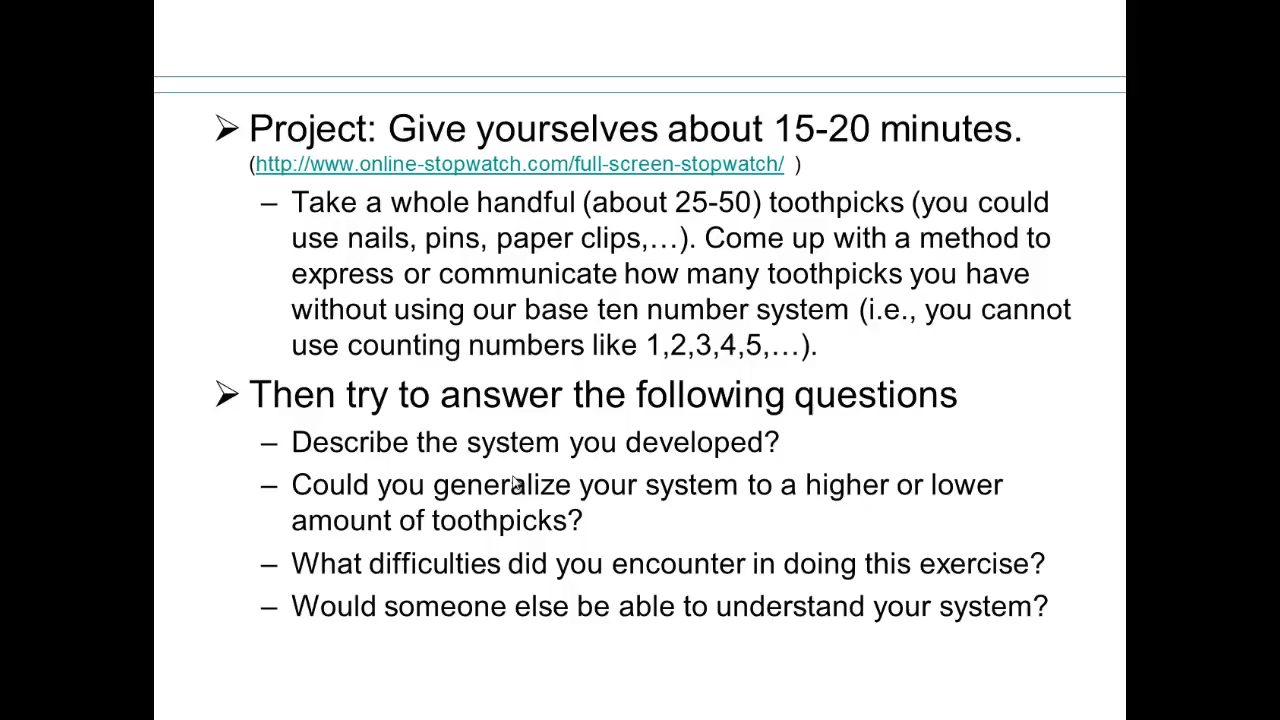 ➢ Project: Give yourselves about 15-20 minutes.
(http://www.online-stopwatch.com/full-screen-stopwatch/ )
– Take a whole handful (about 25-50) toothpicks (you could
use nails, pins, paper clips,…). Come up with a method to
express or communicate how many toothpicks you have
without using our base ten number system (i.e., you cannot
use counting numbers like 1,2,3,4,5,…).
➢ Then try to answer the following questions
– Describe the system you developed?
– Could you generalize your system to a higher or lower
amount of toothpicks?
– What difficulties did you encounter in doing this exercise?
– Would someone else be able to understand your system?